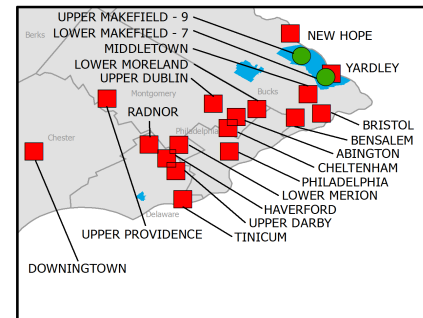 UPPER MAKEFIELD - 9
LOWER MAKEFIELD - 7
NEW HOPE
Berks
MIDDLETOWN
LOWER MORELAND
YARDLEY
UPPER DUBLIN
Bucks
Montgomery
RADNOR
BRISTOL
Philadelphia
Chester
BENSALEM
ABINGTON
CHELTENHAM
PHILADELPHIA
LOWER MERION
HAVERFORD
Delaware
UPPER DARBY
UPPER PROVIDENCE
TINICUM
DOWNINGTOWN